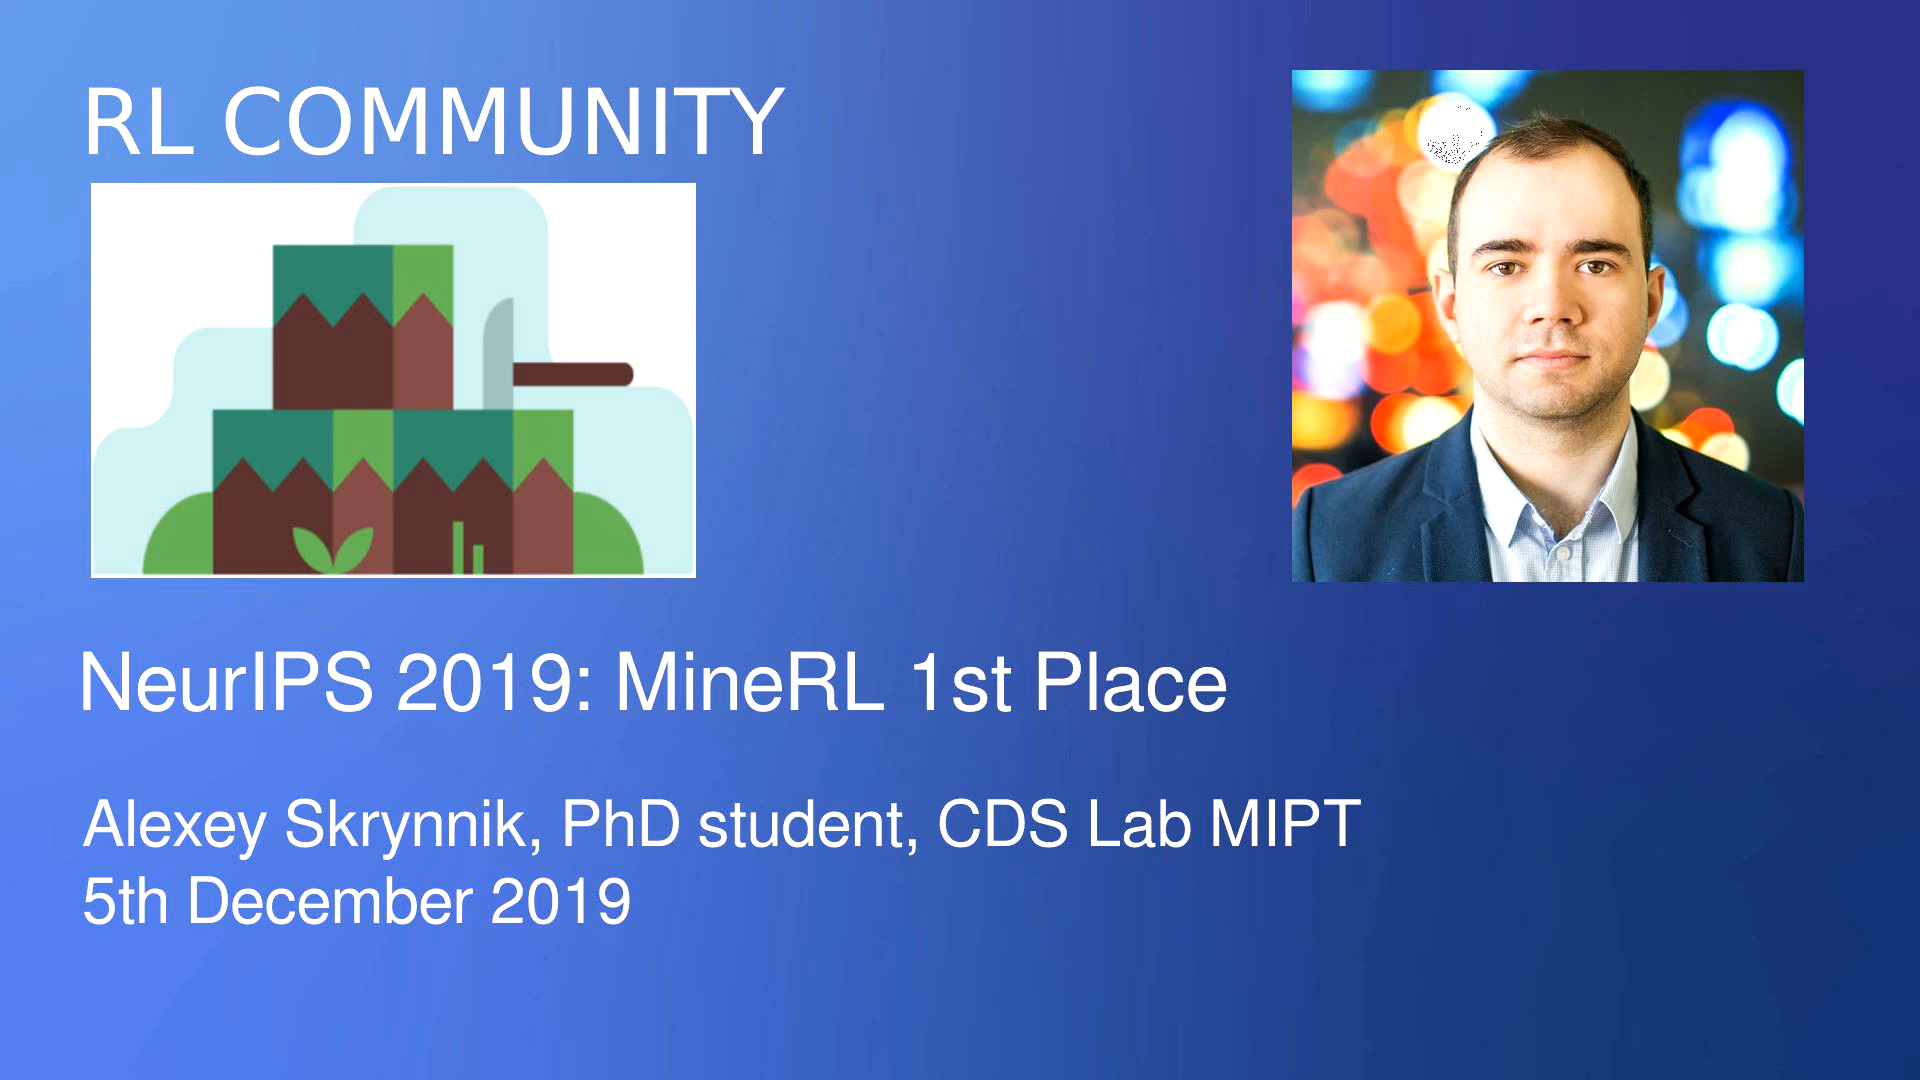 RL COMMUNITY
NeurIPS 2019: MineRL 1st Place
Alexey Skrynnik, PhD student, CDS Lab MIPT
5th December 2019